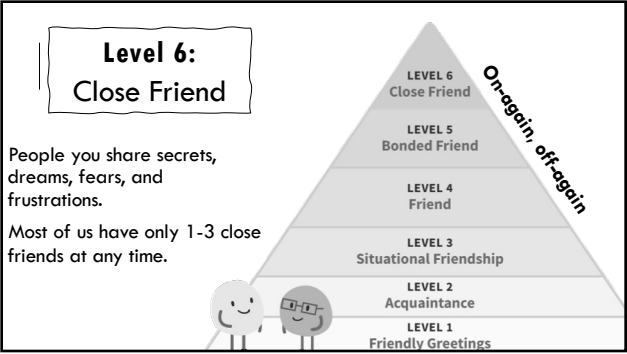 Level 6:
Close Friend
People you share secrets,
dreams, fears, and
frustrations.
Most of us have only 1-3 close
friends at any time.
LEVEL 6
Close Friend
LEVEL 5
Bonded Friend
LEVEL 4
Friend
LEVEL 3
Situational Friendship
LEVEL 2
Acquaintance
LEVEL 1
Friendly Greetings
On-again, off-again